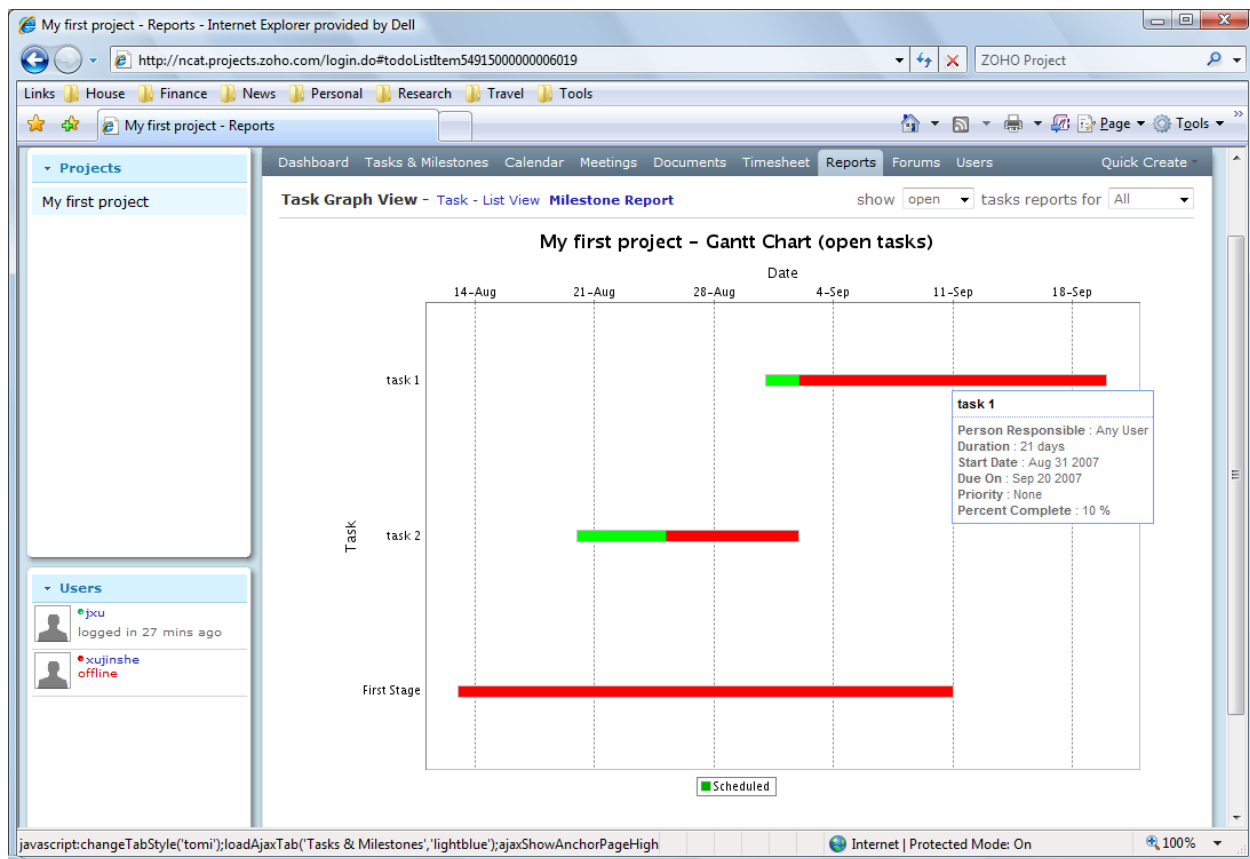 My first project - Reports - Internet Explorer provided by Dell
http://ncat.projects.zoho.com/login.do#todoListItem54915000000006019
ZOHO Project
Links House Finance News Personal Research Travel Tools
My first project - Reports
Page Tools
Projects
My first project
Users
jxu
logged in 27 mins ago
xujinshe
offline
Dashboard Tasks & Milestones Calendar Meetings Documents Timesheet Reports Forums Users Quick Create
Task Graph View - Task - List View Milestone Report show open tasks reports for All
My first project – Gantt Chart (open tasks)
Date
14-Aug 21-Aug 28-Aug 4-Sep 11-Sep 18-Sep
task 1
task 1
Person Responsible : Any User
Duration : 21 days
Start Date : Aug 31 2007
Due On : Sep 20 2007
Priority : None
Percent Complete : 10 %
Task
task 2
First Stage
Scheduled
javascript:changeTabStyle('tomi');loadAjaxTab('Tasks & Milestones','lightblue');ajaxShowAnchorPageHigh
Internet | Protected Mode: On
100%